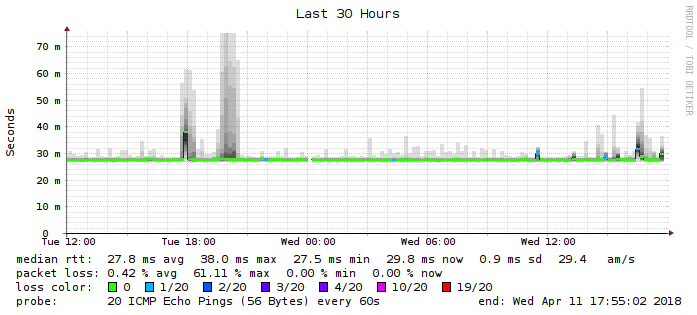 Last 30 Hours
RRDTOOL / TOBI OETIKER
Seconds
70 m
60 m
50 m
40 m
30 m
20 m
10 m
0
Tue 12:00 Tue 18:00 Wed 00:00 Wed 06:00 Wed 12:00
median rtt: 27.8 ms avg 38.0 ms max 27.5 ms min 29.8 ms now 0.9 ms sd 29.4 am/s
packet loss: 0.42 % avg 61.11 % max 0.00 % min 0.00 % now
loss color: 0 1/20 2/20 3/20 4/20 10/20 19/20
probe: 20 ICMP Echo Pings (56 Bytes) every 60s end: Wed Apr 11 17:55:02 2018